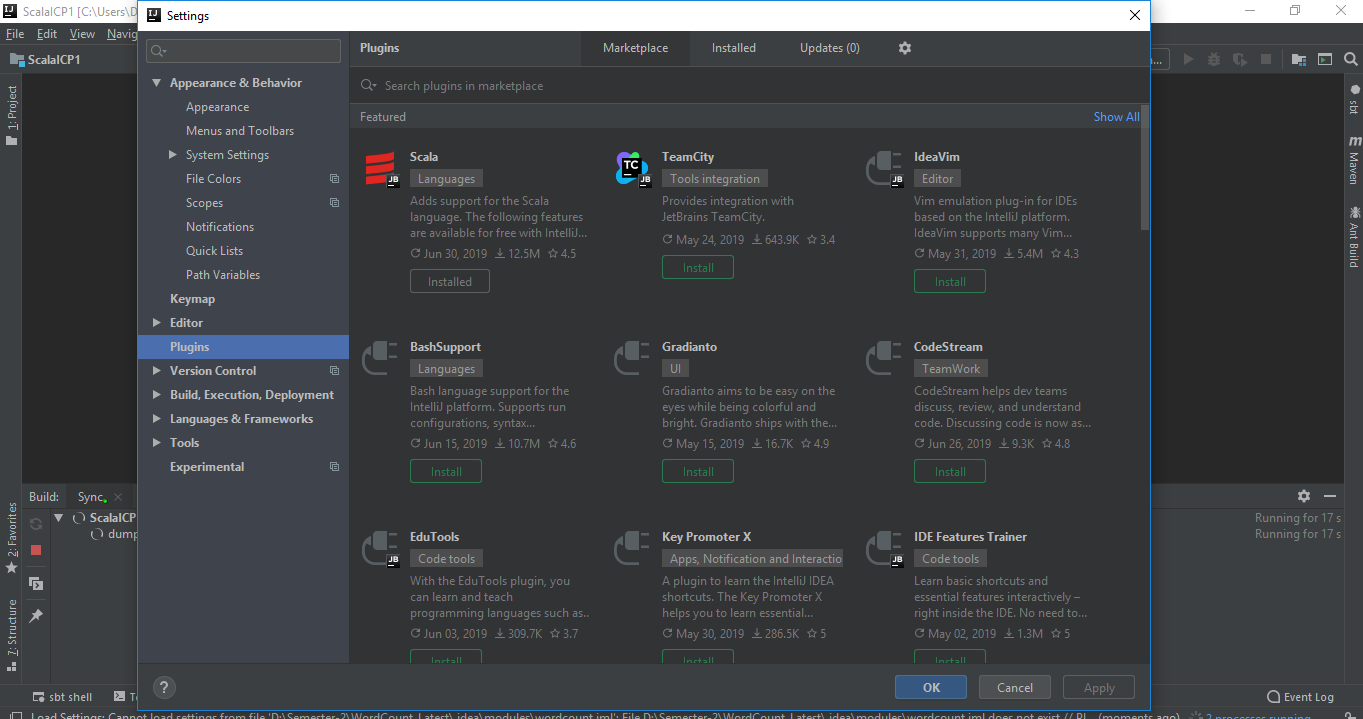 ScalaICP1 [C:\Users\D
Settings
File Edit View Navig
ScalaICP1
Plugins
Marketplace
Installed
Updates (0)
Search plugins in marketplace
Featured
Show All
Appearance & Behavior
Appearance
Menus and Toolbars
System Settings
File Colors
Scopes
Notifications
Quick Lists
Path Variables
Keymap
Editor
Plugins
Version Control
Build, Execution, Deployment
Languages & Frameworks
Tools
Experimental
Scala
Languages
Adds support for the Scala
language. The following features
are available for free with IntelliJ...
Jun 30, 2019 12.5M 4.5
Installed
TC
TeamCity
Tools integration
Provides integration with
JetBrains TeamCity.
May 24, 2019 643.9K 3.4
Install
IdeaVim
Editor
Vim emulation plug-in for IDEs
based on the IntelliJ platform.
IdeaVim supports many Vim...
May 31, 2019 5.4M 4.3
Install
BashSupport
Languages
Bash language support for the
IntelliJ platform. Supports run
configurations, syntax...
Jun 15, 2019 10.7M 4.6
Install
Gradianto
UI
Gradianto aims to be easy on the
eyes while being colorful and
bright. Gradianto ships with the...
May 15, 2019 16.7K 4.9
Install
CodeStream
TeamWork
CodeStream helps dev teams
discuss, review, and understand
code. Discussing code is now as...
Jun 26, 2019 9.3K 4.8
Install
EduTools
Code tools
With the EduTools plugin, you
can learn and teach
programming languages such as..
Jun 03, 2019 309.7K 3.7
Install
Key Promoter X
Apps, Notification and Interactio
A plugin to learn the IntelliJ IDEA
shortcuts. The Key Promoter X
helps you to learn essential...
May 30, 2019 286.5K 5
Install
IDE Features Trainer
Code tools
Learn basic shortcuts and
essential features interactively –
right inside the IDE. No need to...
May 02, 2019 1.3M 5
Install
OK
Cancel
Apply
?
1: Project
2: Favorites
7: Structure
sbt
Maven
Ant Build
Build: Sync
ScalaICP
dump
Running for 17 s
Running for 17 s
sbt shell
Event Log
Load Settings: Cannot load settings from file 'D:\Semester-2\WordCount_Latest\.idea\modules\wordcount.iml': File D:\Semester-2\WordCount_Latest\.idea\modules\wordcount.iml does not exist // Pl... (moments ago)
2 processes running...